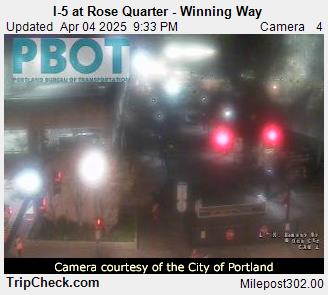 I-5 at Rose Quarter - Winning Way
Updated Apr 04 2025 9:33 PM Camera 4
PBOT
PORTLAND BUREAU OF TRANSPORTATION
Camera courtesy of the City of Portland
TripCheck.com Milepost302.00